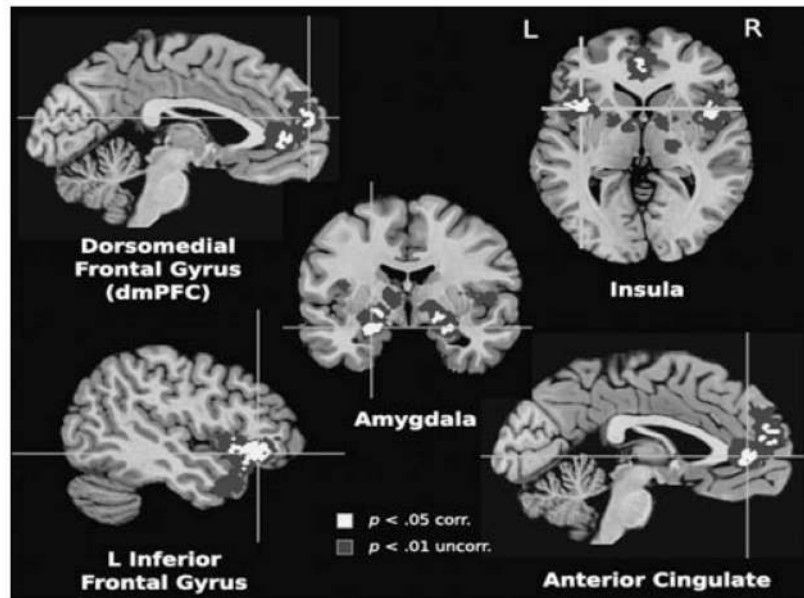 L R
Dorsomedial
Frontal Gyrus
(dmPFC)
Insula
Amygdala
L Inferior
Frontal Gyrus
p < .05 corr.
p < .01 uncorr.
Anterior Cingulate